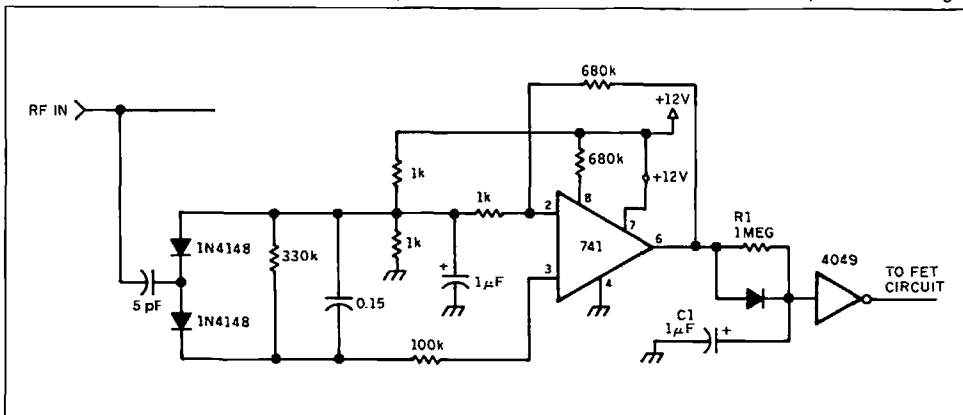 680k
+12V
RF IN
680k
+12V
1k
1k
2
8
7
R1
1MEG
1N4148
330k
1k
741
6
4049
+
1µF
3
4
TO FET
CIRCUIT
5 pF
0.15
C1
1µF
+
1N4148
100k